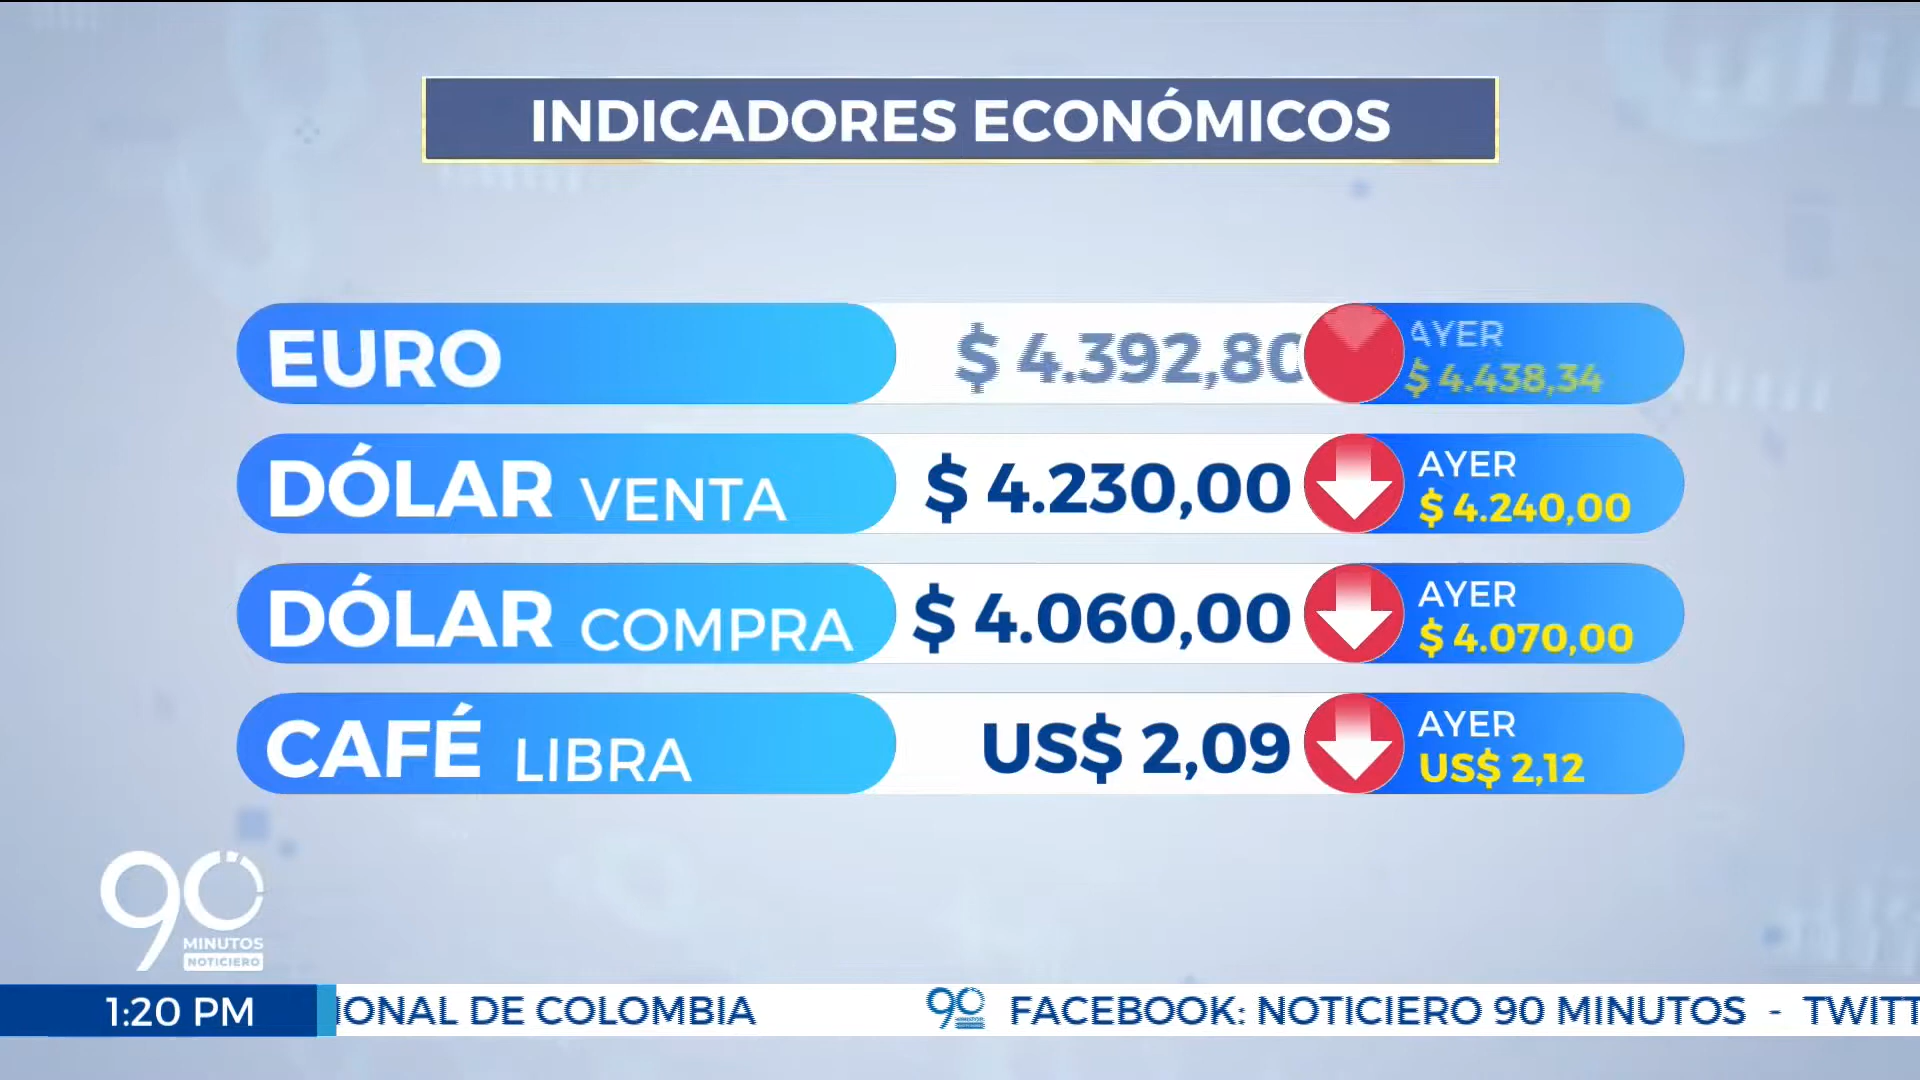 INDICADORES ECONÓMICOS
EURO $ 4.392,80 AYER
$ 4.438,34
DÓLAR VENTA $ 4.230,00 AYER
$ 4.240,00
DÓLAR COMPRA $ 4.060,00 AYER
$ 4.070,00
CAFÉ LIBRA US$ 2,09 AYER
US$ 2,12
90
MINUTOS
NOTICIERO
1:20 PM IONAL DE COLOMBIA 90 FACEBOOK: NOTICIERO 90 MINUTOS - TWITT